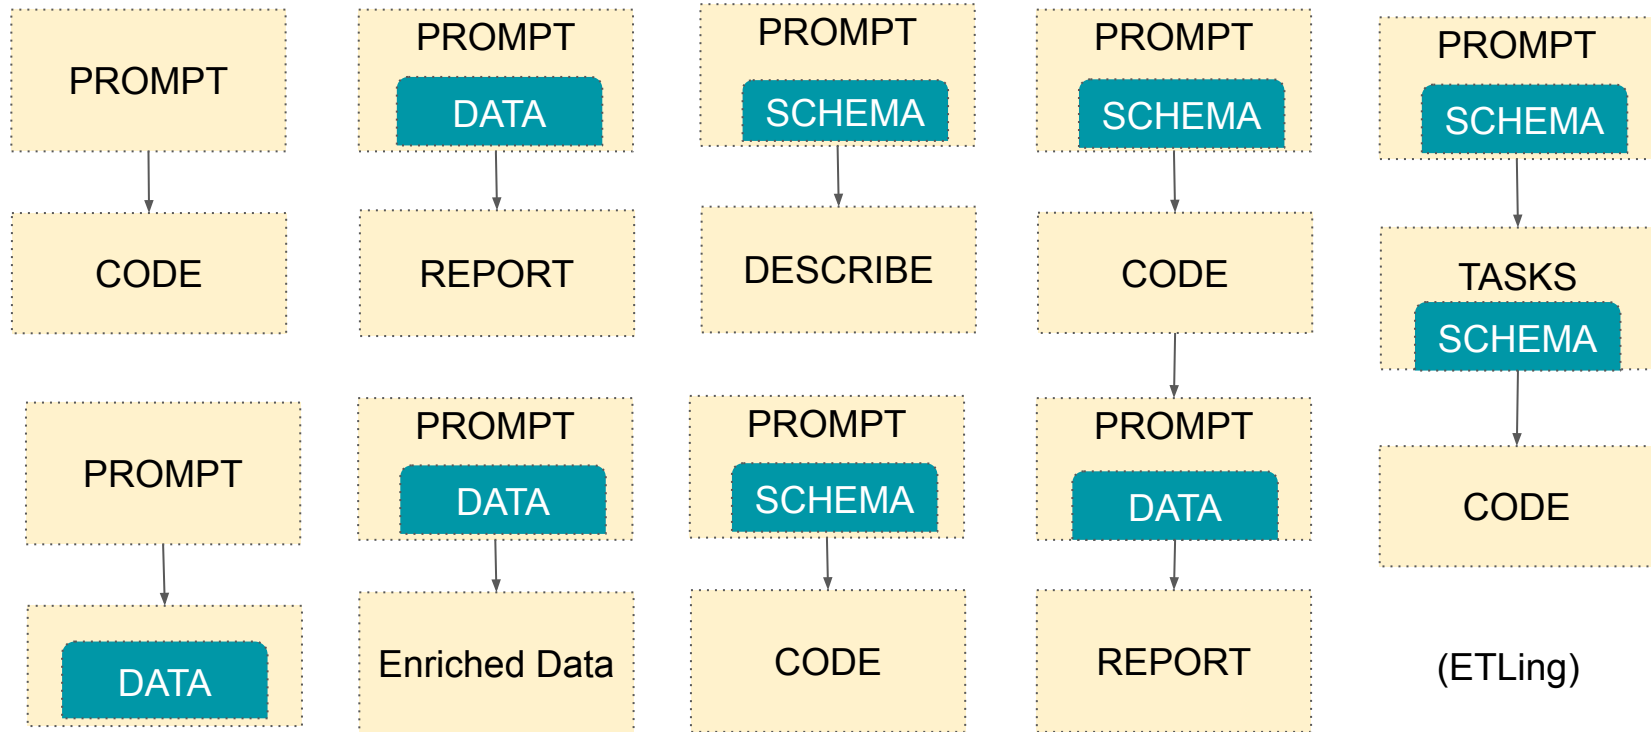 PROMPT
CODE
PROMPT
DATA
PROMPT
DATA
REPORT
PROMPT
DATA
Enriched Data
PROMPT
SCHEMA
DESCRIBE
PROMPT
SCHEMA
CODE
PROMPT
SCHEMA
CODE
PROMPT
DATA
REPORT
PROMPT
SCHEMA
TASKS
SCHEMA
CODE
(ETLing)